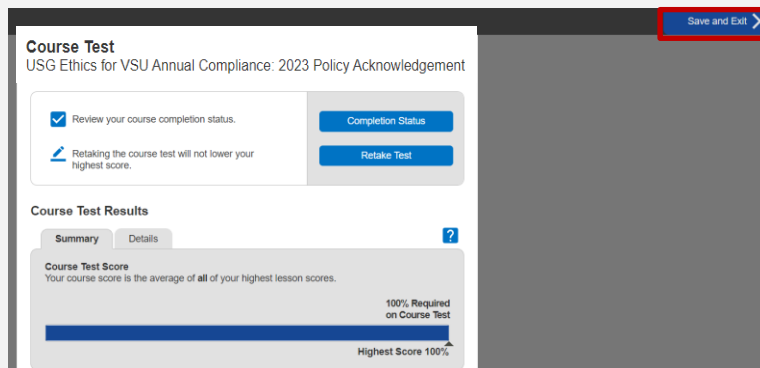 Save and Exit
Course Test
USG Ethics for VSU Annual Compliance: 2023 Policy Acknowledgement
Review your course completion status.
Completion Status
Retaking the course test will not lower your
highest score.
Retake Test
Course Test Results
Summary
Details
?
Course Test Score
Your course score is the average of all of your highest lesson scores.
100% Required
on Course Test
Highest Score 100%